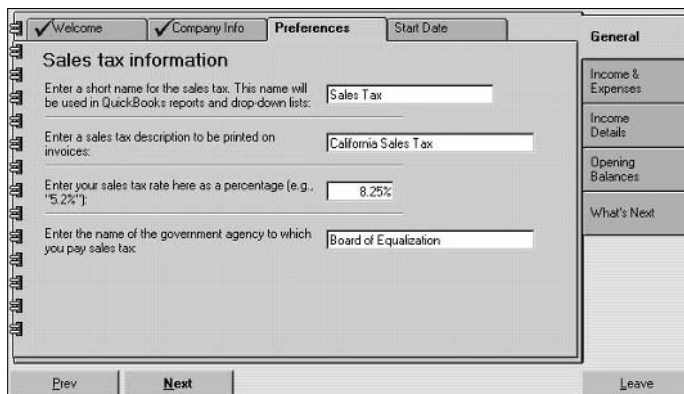 Welcome
Company Info
Preferences
Start Date
General
Sales tax information
Enter a short name for the sales tax. This name will
be used in QuickBooks reports and drop-down lists:
Sales Tax
Income &
Expenses
Enter a sales tax description to be printed on
invoices:
California Sales Tax
Income
Details
Enter your sales tax rate here as a percentage (e.g.,
"5.2%"):
8.25%
Opening
Balances
What's Next
Enter the name of the government agency to which
you pay sales tax:
Board of Equalization
Prev
Next
Leave